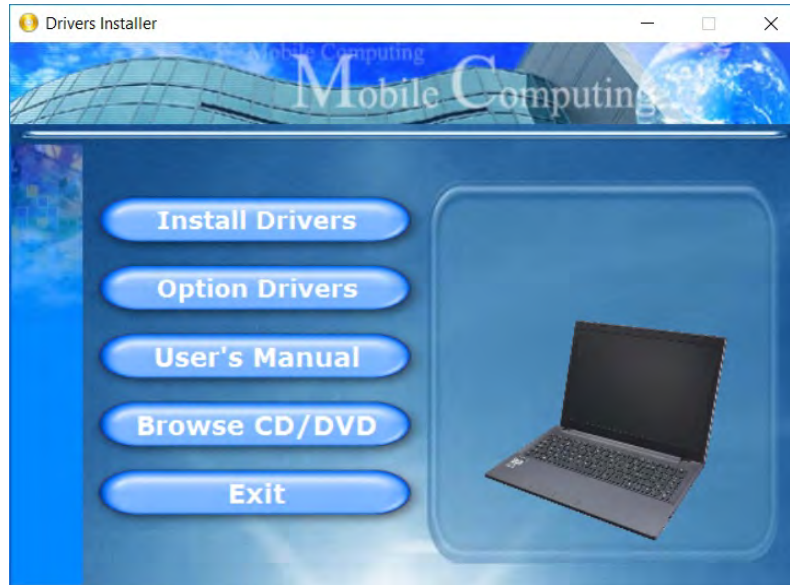 Drivers Installer
Mobile Computing
Mobile Computing
Install Drivers
Option Drivers
User's Manual
Browse CD/DVD
Exit